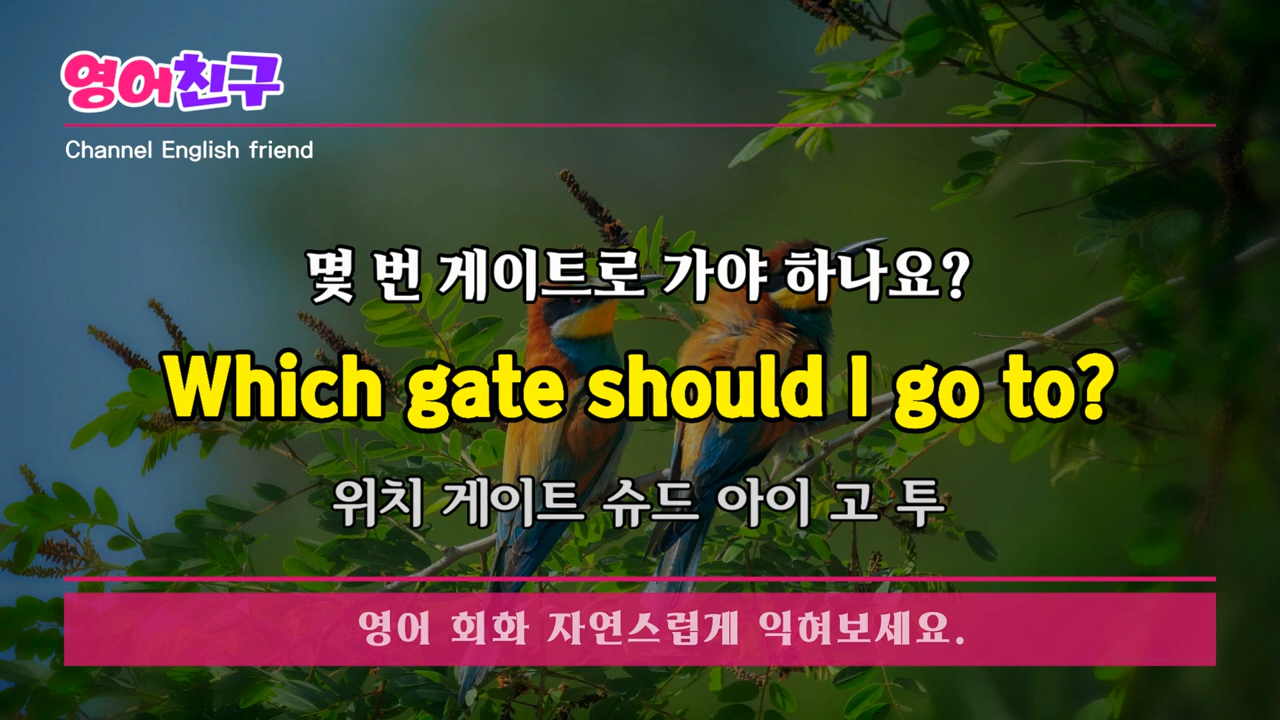 영어친구
Channel English friend
몇 번 게이트로 가야 하나요?
Which gate should I go to?
위치 게이트 슈드 아이 고 투
영어 회화 자연스럽게 익혀보세요.